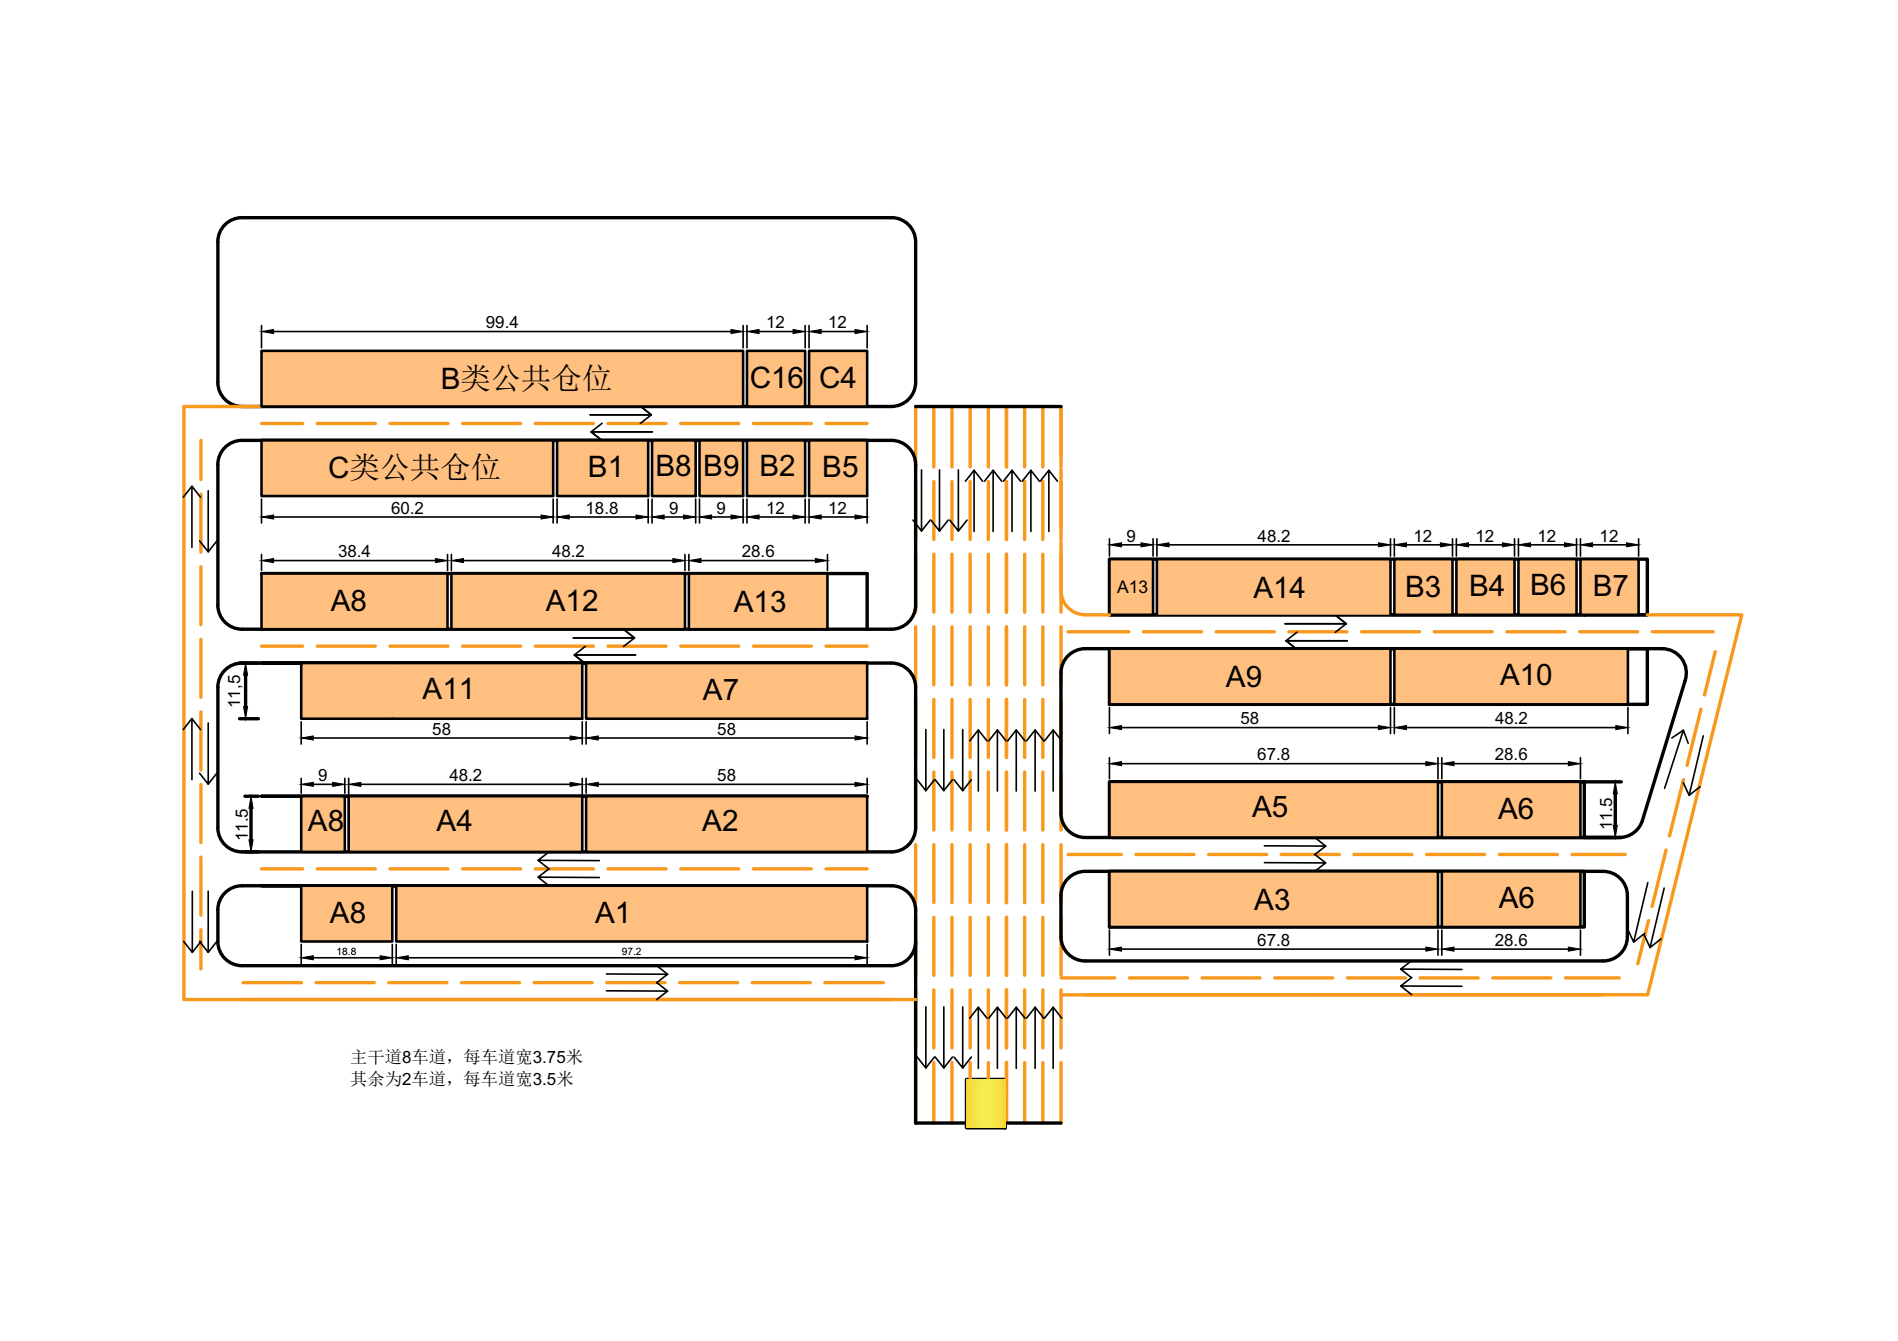 99.4 12 12
B类公共仓位 C16 C4
C类公共仓位 B1 B8 B9 B2 B5
60.2 18.8 9 9 12 12
38.4 48.2 28.6
A8 A12 A13
11,5 A11 A7
58 58
9 48.2 58
11.5 A8 A4 A2
A8 A1
18.8 97.2
9 48.2 12 12 12 12
A13 A14 B3 B4 B6 B7
A9 A10
58 48.2
67.8 28.6
A5 A6 11.5
A3 A6
67.8 28.6
主干道8车道，每车道宽3.75米
其余为2车道，每车道宽3.5米